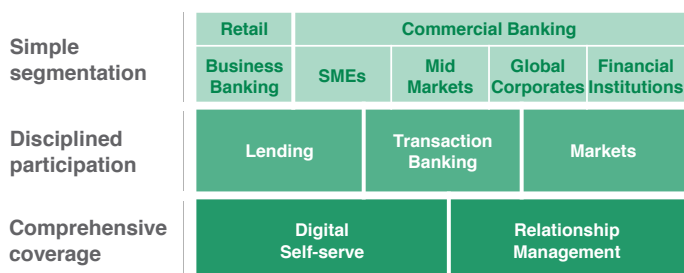 Simple
segmentation
Retail
Commercial Banking
Business
Banking
SMEs
Mid
Markets
Global
Corporates
Financial
Institutions
Disciplined
participation
Lending
Transaction
Banking
Markets
Comprehensive
coverage
Digital
Self-serve
Relationship
Management